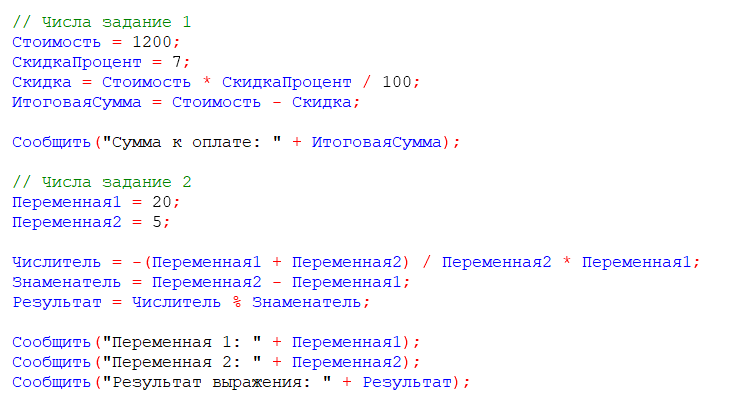 // Числа задание 1
Стоимость = 1200;
СкидкаПроцент = 7;
Скидка = Стоимость * СкидкаПроцент / 100;
ИтоговаяСумма = Стоимость - Скидка;
Сообщить("Сумма к оплате: " + ИтоговаяСумма);
// Числа задание 2
Переменная1 = 20;
Переменная2 = 5;
Числитель = -(Переменная1 + Переменная2) / Переменная2 * Переменная1;
Знаменатель = Переменная2 - Переменная1;
Результат = Числитель % Знаменатель;
Сообщить("Переменная 1: " + Переменная1);
Сообщить("Переменная 2: " + Переменная2);
Сообщить("Результат выражения: " + Результат);